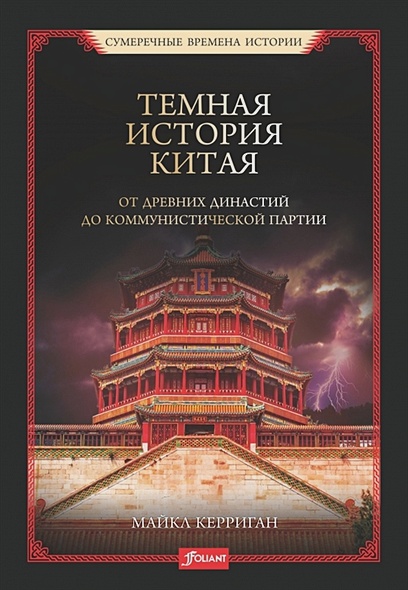 СУМЕРЕЧНЫЕ ВРЕМЕНА ИСТОРИИ
ТЕМНАЯ
ИСТОРИЯ
КИТАЯ
ОТ ДРЕВНИХ ДИНАСТИЙ
ДО КОММУНИСТИЧЕСКОЙ ПАРТИИ
МАЙКЛ КЕРРИГАН
FOLIANT